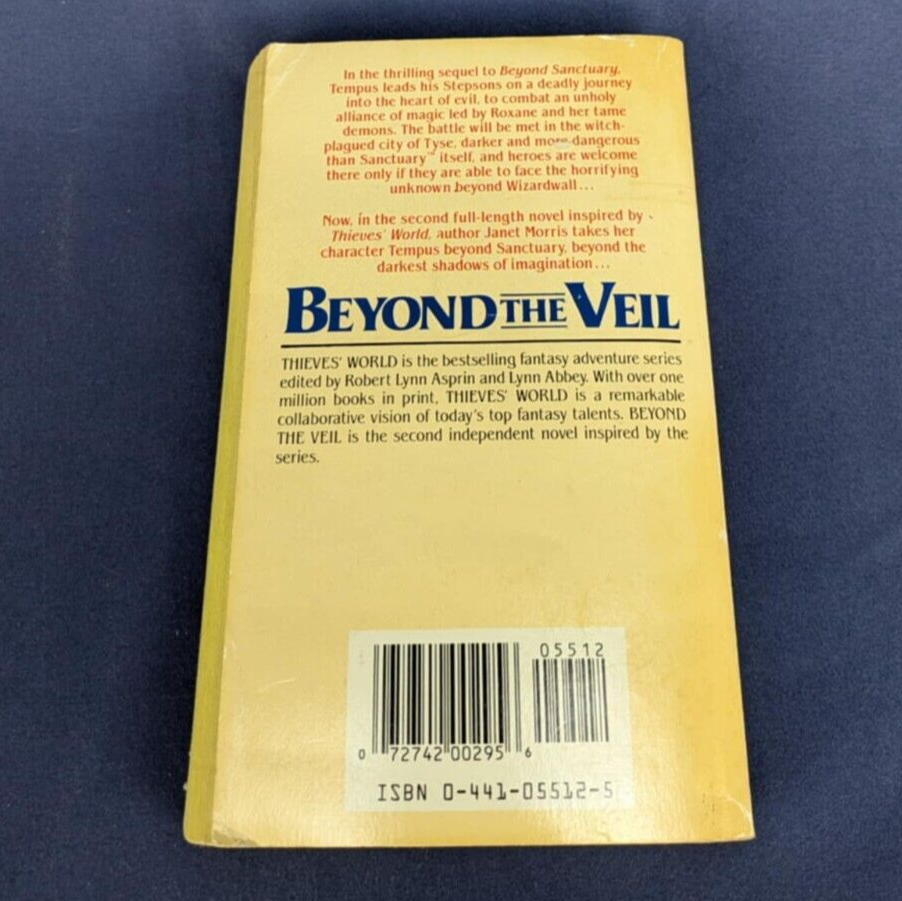 In the thrilling sequel to Beyond Sanctuary,
Tempus leads his Stepsons on a deadly journey
into the heart of evil, to combat an unholy
alliance of magic led by Roxane and her tame
demons. The battle will be met in the witch-
plagued city of Tyse, darker and more dangerous
than Sanctuary™ itself, and heroes are welcome
there only if they are able to face the horrifying
unknown beyond Wizardwall...
Now, in the second full-length novel inspired by
Thieves' World, author Janet Morris takes her
character Tempus beyond Sanctuary, beyond the
darkest shadows of imagination...
BEYOND THE VEIL
THIEVES' WORLD is the bestselling fantasy adventure series
edited by Robert Lynn Asprin and Lynn Abbey. With over one
million books in print, THIEVES' WORLD is a remarkable
collaborative vision of today's top fantasy talents. BEYOND
THE VEIL is the second independent novel inspired by the
series.
05512
0 72742 00295 6
ISBN 0-441-05512-5